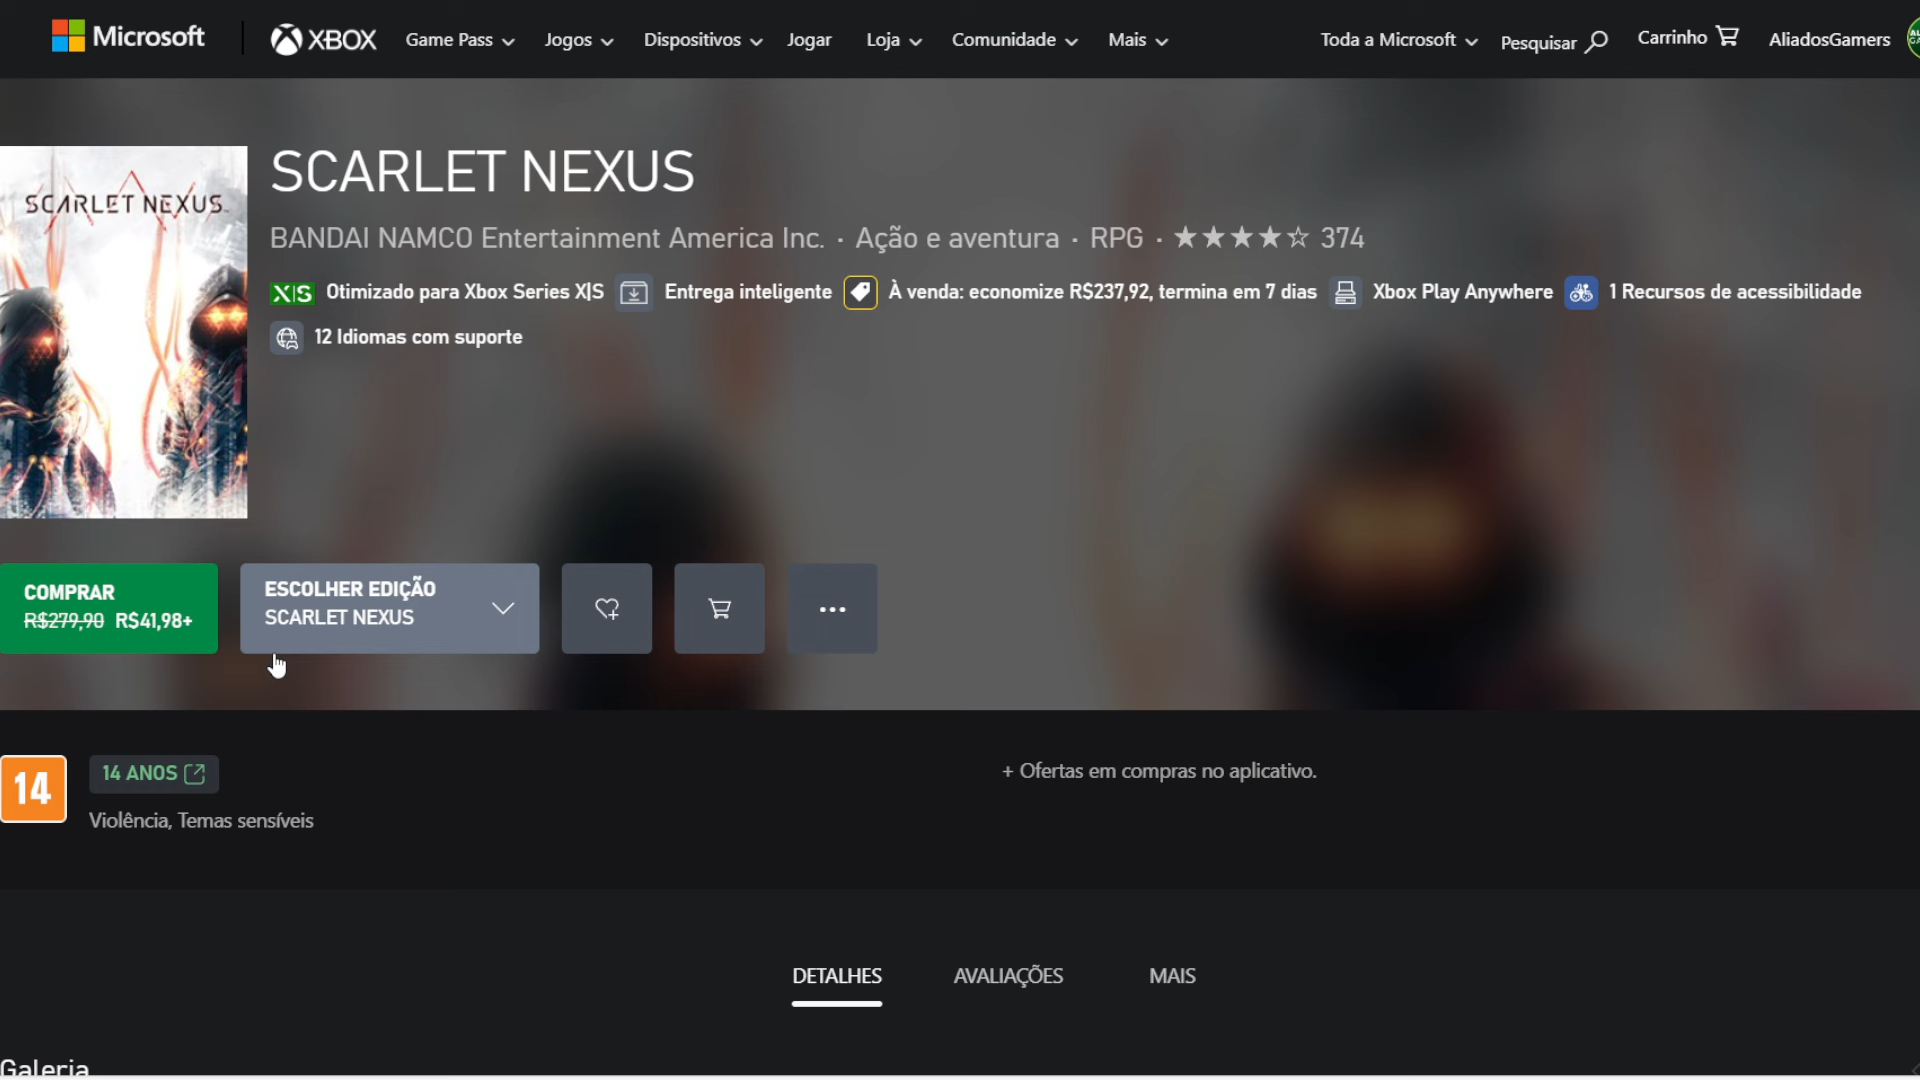 Microsoft
XBOX
Game Pass
Jogos
Dispositivos
Jogar
Loja
Comunidade
Mais
Toda a Microsoft
Pesquisar
Carrinho
AliadosGamers
SCARLET NEXUS
SCARLET NEXUS
BANDAI NAMCO Entertainment America Inc. · Ação e aventura · RPG · ★★★★☆ 374
X|S Otimizado para Xbox Series X|S
Entrega inteligente
À venda: economize R$237,92, termina em 7 dias
Xbox Play Anywhere
1 Recursos de acessibilidade
12 Idiomas com suporte
COMPRAR
R$279,90 R$41,98+
ESCOLHER EDIÇÃO
SCARLET NEXUS
14
14 ANOS
Violência, Temas sensíveis
+ Ofertas em compras no aplicativo.
DETALHES
AVALIAÇÕES
MAIS
Galeria